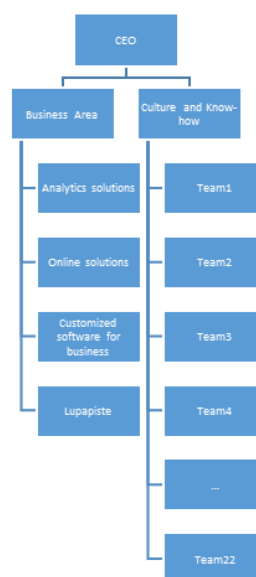 CEO
Business Area
Culture and Know-
how
Analytics solutions
Online solutions
Customized
software for
business
Lupapiste
Team1
Team2
Team3
Team4
...
Team22